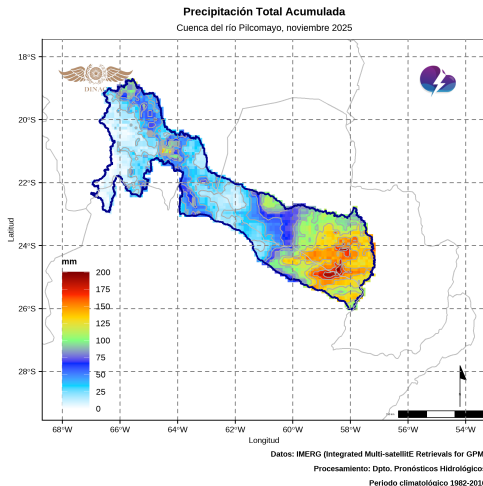 Precipitación Total Acumulada
Cuenca del río Pilcomayo, noviembre 2025
18°S
20°S
22°S
24°S
26°S
28°S
Latitud
DINAC
mm
200
175
150
125
100
75
50
25
0
68°W 66°W 64°W 62°W 60°W 58°W 56°W 54°W
Longitud
Datos: IMERG (Integrated Multi-satellitE Retrievals for GPM
Procesamiento: Dpto. Pronósticos Hidrológicos
Periodo climatológico 1982-2016